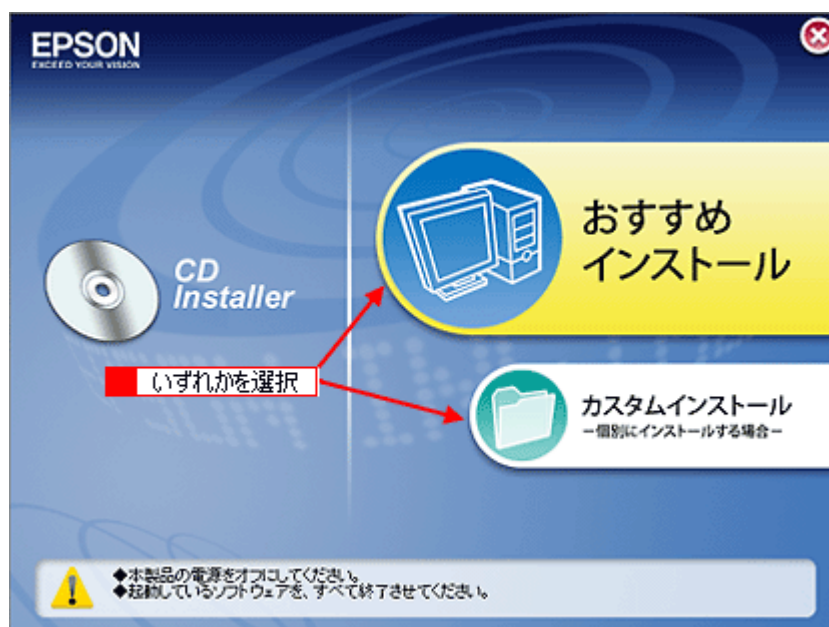 EPSON
EXCEED YOUR VISION
おすすめ
インストール
CD
Installer
いずれかを選択
カスタムインストール
－個別にインストールする場合－
◆本製品の電源をオフにしてください。
◆起動しているソフトウェアを、すべて終了させてください。